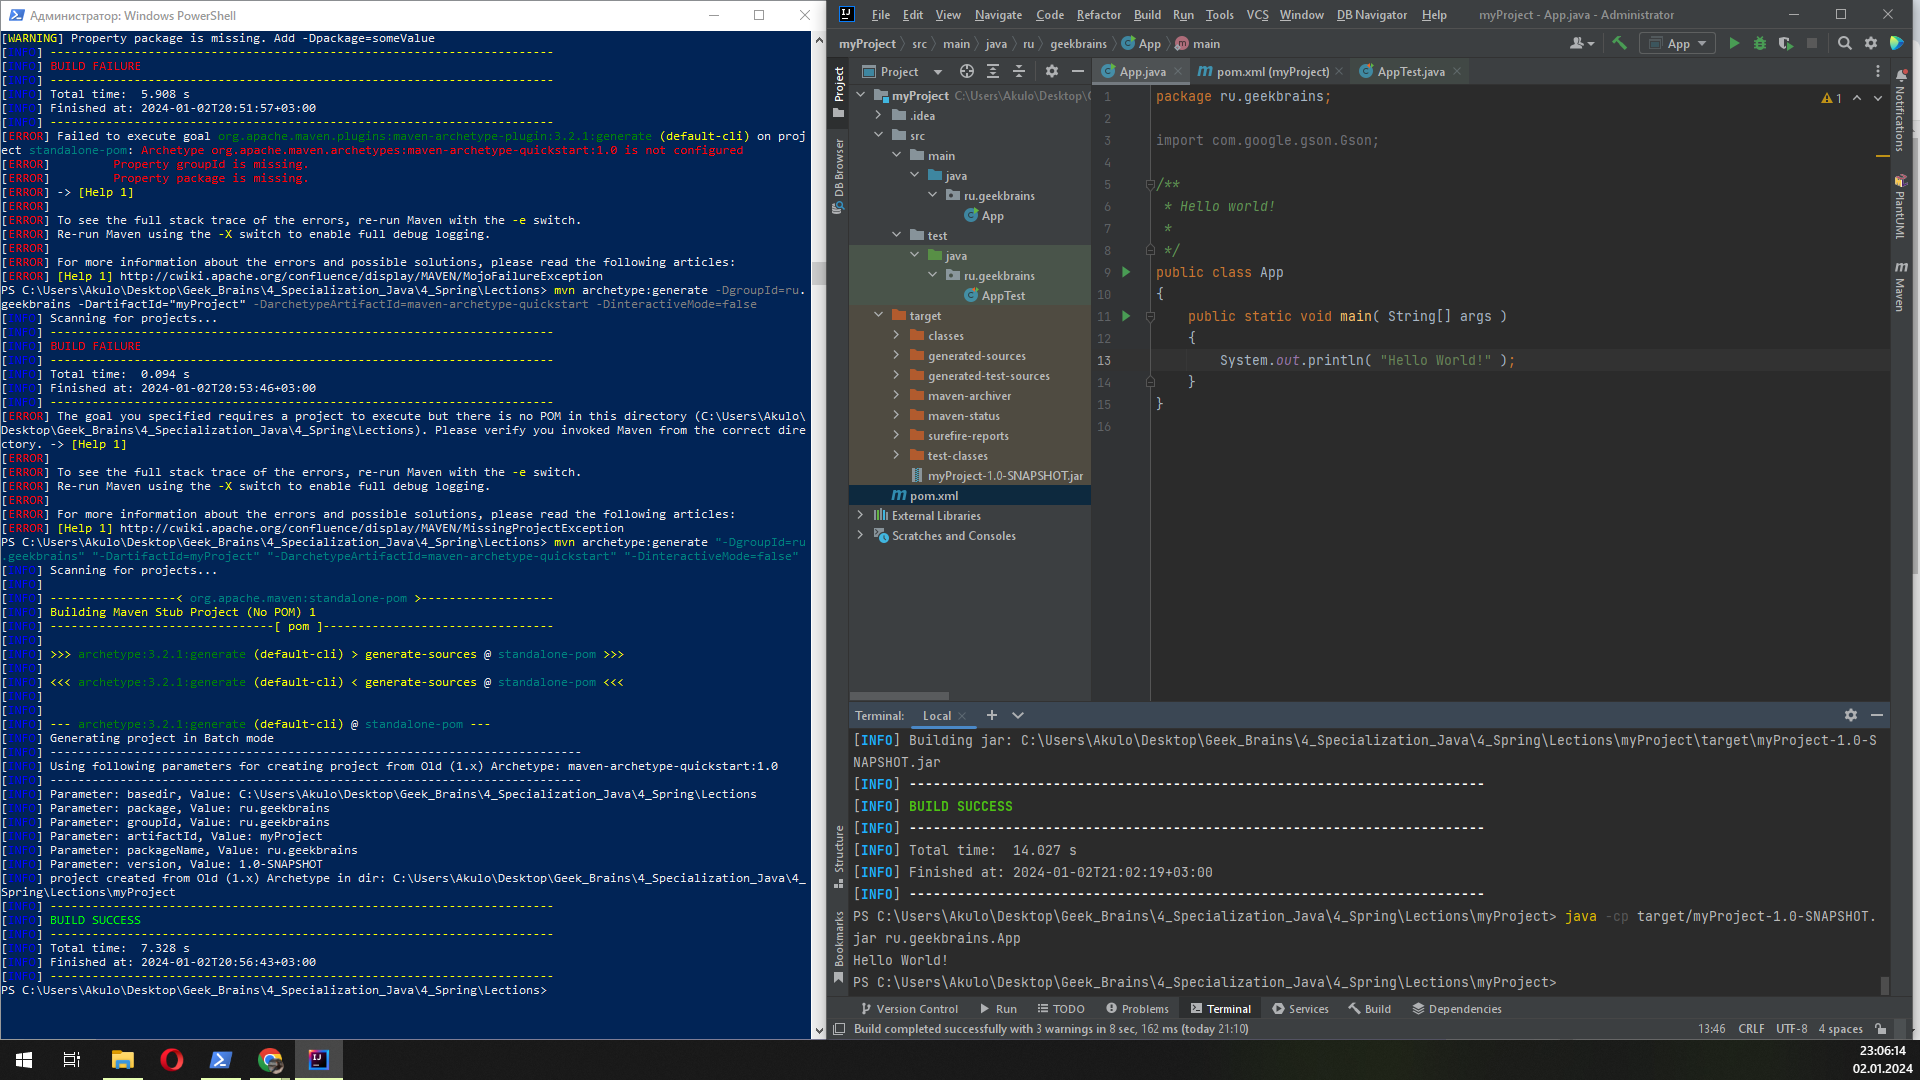 Администратор: Windows PowerShell
[WARNING] Property package is missing. Add -Dpackage=someValue
[INFO] ------------------------------------------------------------------------
[INFO] BUILD FAILURE
[INFO] ------------------------------------------------------------------------
[INFO] Total time:  5.908 s
[INFO] Finished at: 2024-01-02T20:51:57+03:00
[INFO] ------------------------------------------------------------------------
[ERROR] Failed to execute goal org.apache.maven.plugins:maven-archetype-plugin:3.2.1:generate (default-cli) on proj
ect standalone-pom: Archetype org.apache.maven.archetypes:maven-archetype-quickstart:1.0 is not configured
[ERROR]         Property groupId is missing.
[ERROR]         Property package is missing.
[ERROR] -> [Help 1]
[ERROR]
[ERROR] To see the full stack trace of the errors, re-run Maven with the -e switch.
[ERROR] Re-run Maven using the -X switch to enable full debug logging.
[ERROR]
[ERROR] For more information about the errors and possible solutions, please read the following articles:
[ERROR] [Help 1] http://cwiki.apache.org/confluence/display/MAVEN/MojoFailureException
PS C:\Users\Akulo\Desktop\Geek_Brains\4_Specialization_Java\4_Spring\Lections> mvn archetype:generate -DgroupId=ru.
geekbrains -DartifactId="myProject" -DarchetypeArtifactId=maven-archetype-quickstart -DinteractiveMode=false
[INFO] Scanning for projects...
[INFO] ------------------------------------------------------------------------
[INFO] BUILD FAILURE
[INFO] ------------------------------------------------------------------------
[INFO] Total time:  0.094 s
[INFO] Finished at: 2024-01-02T20:53:46+03:00
[INFO] ------------------------------------------------------------------------
[ERROR] The goal you specified requires a project to execute but there is no POM in this directory (C:\Users\Akulo\
Desktop\Geek_Brains\4_Specialization_Java\4_Spring\Lections). Please verify you invoked Maven from the correct dire
ctory. -> [Help 1]
[ERROR]
[ERROR] To see the full stack trace of the errors, re-run Maven with the -e switch.
[ERROR] Re-run Maven using the -X switch to enable full debug logging.
[ERROR]
[ERROR] For more information about the errors and possible solutions, please read the following articles:
[ERROR] [Help 1] http://cwiki.apache.org/confluence/display/MAVEN/MissingProjectException
PS C:\Users\Akulo\Desktop\Geek_Brains\4_Specialization_Java\4_Spring\Lections> mvn archetype:generate "-DgroupId=ru
.geekbrains" "-DartifactId=myProject" "-DarchetypeArtifactId=maven-archetype-quickstart" "-DinteractiveMode=false"
[INFO] Scanning for projects...
[INFO]
[INFO] ------------------< org.apache.maven:standalone-pom >-------------------
[INFO] Building Maven Stub Project (No POM) 1
[INFO] --------------------------------[ pom ]---------------------------------
[INFO]
[INFO] >>> archetype:3.2.1:generate (default-cli) > generate-sources @ standalone-pom >>>
[INFO]
[INFO] <<< archetype:3.2.1:generate (default-cli) < generate-sources @ standalone-pom <<<
[INFO]
[INFO]
[INFO] --- archetype:3.2.1:generate (default-cli) @ standalone-pom ---
[INFO] Generating project in Batch mode
[INFO] ----------------------------------------------------------------------------
[INFO] Using following parameters for creating project from Old (1.x) Archetype: maven-archetype-quickstart:1.0
[INFO] ----------------------------------------------------------------------------
[INFO] Parameter: basedir, Value: C:\Users\Akulo\Desktop\Geek_Brains\4_Specialization_Java\4_Spring\Lections
[INFO] Parameter: package, Value: ru.geekbrains
[INFO] Parameter: groupId, Value: ru.geekbrains
[INFO] Parameter: artifactId, Value: myProject
[INFO] Parameter: packageName, Value: ru.geekbrains
[INFO] Parameter: version, Value: 1.0-SNAPSHOT
[INFO] project created from Old (1.x) Archetype in dir: C:\Users\Akulo\Desktop\Geek_Brains\4_Specialization_Java\4_
Spring\Lections\myProject
[INFO] ------------------------------------------------------------------------
[INFO] BUILD SUCCESS
[INFO] ------------------------------------------------------------------------
[INFO] Total time:  7.328 s
[INFO] Finished at: 2024-01-02T20:56:43+03:00
[INFO] ------------------------------------------------------------------------
PS C:\Users\Akulo\Desktop\Geek_Brains\4_Specialization_Java\4_Spring\Lections>
File Edit View Navigate Code Refactor Build Run Tools VCS Window DB Navigator Help myProject - App.java - Administrator
myProject src main java ru geekbrains App main
App
Project
App.java pom.xml (myProject) AppTest.java
Project
DB Browser
Structure
Bookmarks
myProject C:\Users\Akulo\Desktop\
.idea
src
main
java
ru.geekbrains
App
test
java
ru.geekbrains
AppTest
target
classes
generated-sources
generated-test-sources
maven-archiver
maven-status
surefire-reports
test-classes
myProject-1.0-SNAPSHOT.jar
pom.xml
External Libraries
Scratches and Consoles
1 package ru.geekbrains;
2
3 import com.google.gson.Gson;
4
5 /**
6  * Hello world!
7  *
8  */
9 public class App
10 {
11     public static void main( String[] args )
12     {
13         System.out.println( "Hello World!" );
14     }
15 }
16
1
Notifications
PlantUML
Maven
Terminal: Local
[INFO] Building jar: C:\Users\Akulo\Desktop\Geek_Brains\4_Specialization_Java\4_Spring\Lections\myProject\target\myProject-1.0-S
NAPSHOT.jar
[INFO] ------------------------------------------------------------------------
[INFO] BUILD SUCCESS
[INFO] ------------------------------------------------------------------------
[INFO] Total time:  14.027 s
[INFO] Finished at: 2024-01-02T21:02:19+03:00
[INFO] ------------------------------------------------------------------------
PS C:\Users\Akulo\Desktop\Geek_Brains\4_Specialization_Java\4_Spring\Lections\myProject> java -cp target/myProject-1.0-SNAPSHOT.
jar ru.geekbrains.App
Hello World!
PS C:\Users\Akulo\Desktop\Geek_Brains\4_Specialization_Java\4_Spring\Lections\myProject>
Version Control Run TODO Problems Terminal Services Build Dependencies
Build completed successfully with 3 warnings in 8 sec, 162 ms (today 21:10)
13:46 CRLF UTF-8 4 spaces
23:06:14
02.01.2024